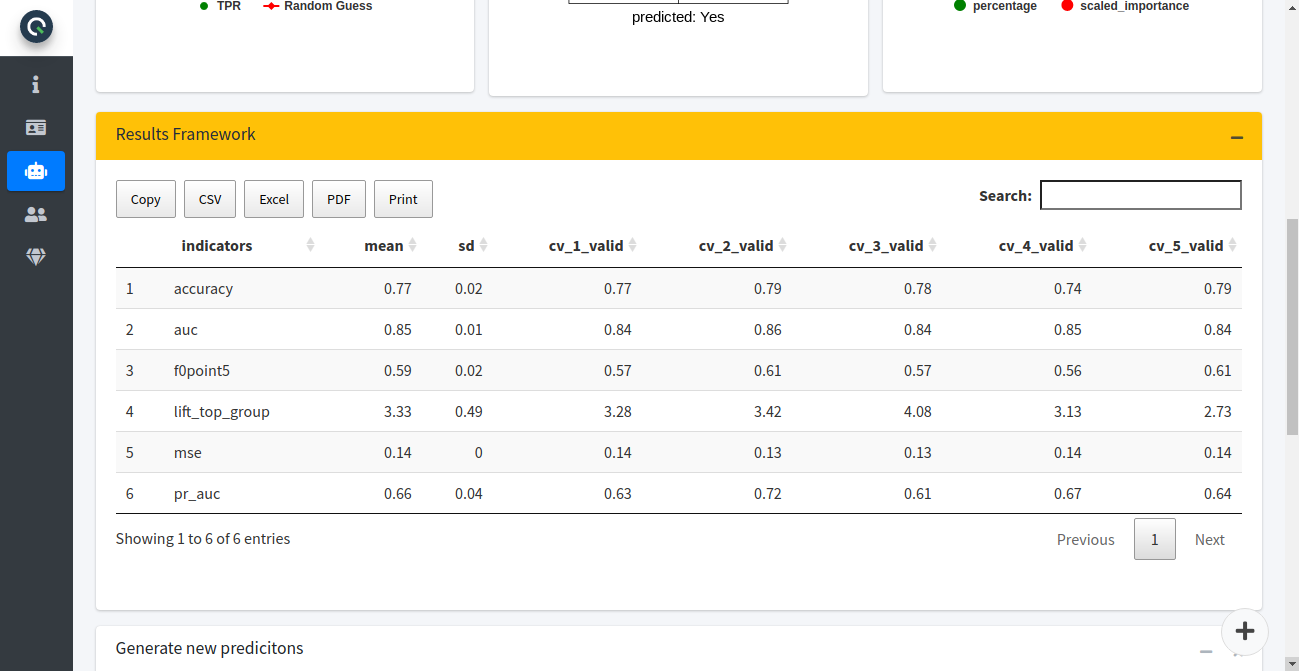 TPR Random Guess
predicted: Yes
percentage scaled_importance
Results Framework
Copy CSV Excel PDF Print Search:
indicators mean sd cv_1_valid cv_2_valid cv_3_valid cv_4_valid cv_5_valid
1 accuracy 0.77 0.02 0.77 0.79 0.78 0.74 0.79
2 auc 0.85 0.01 0.84 0.86 0.84 0.85 0.84
3 f0point5 0.59 0.02 0.57 0.61 0.57 0.56 0.61
4 lift_top_group 3.33 0.49 3.28 3.42 4.08 3.13 2.73
5 mse 0.14 0 0.14 0.13 0.13 0.14 0.14
6 pr_auc 0.66 0.04 0.63 0.72 0.61 0.67 0.64
Showing 1 to 6 of 6 entries Previous 1 Next
Generate new predicitons